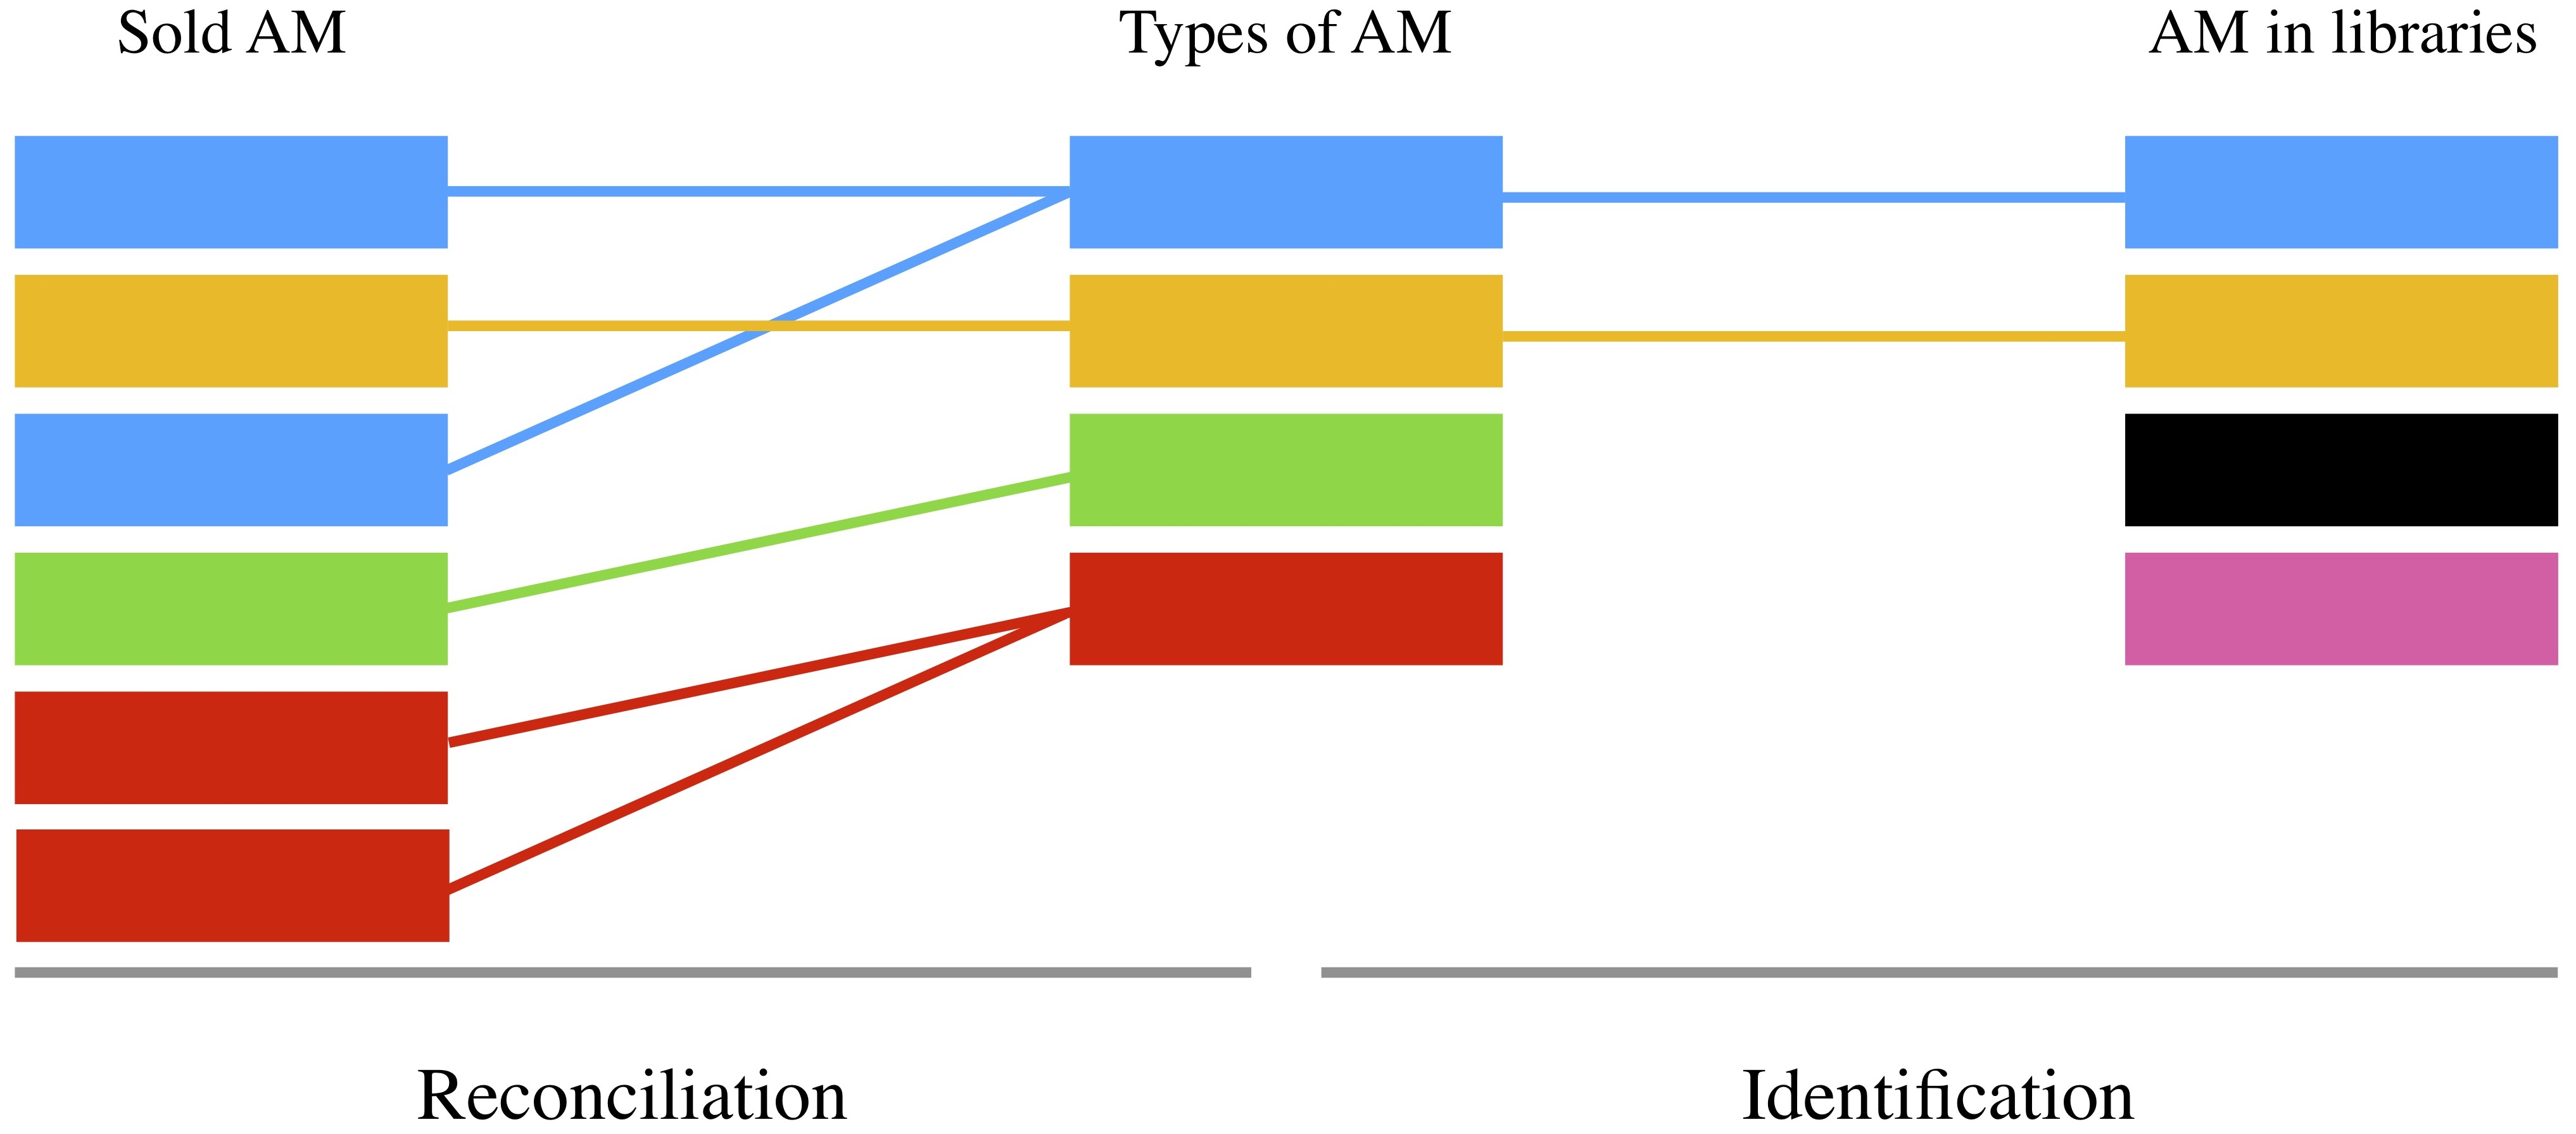 Sold AM
Types of AM
AM in libraries
Reconciliation
Identification